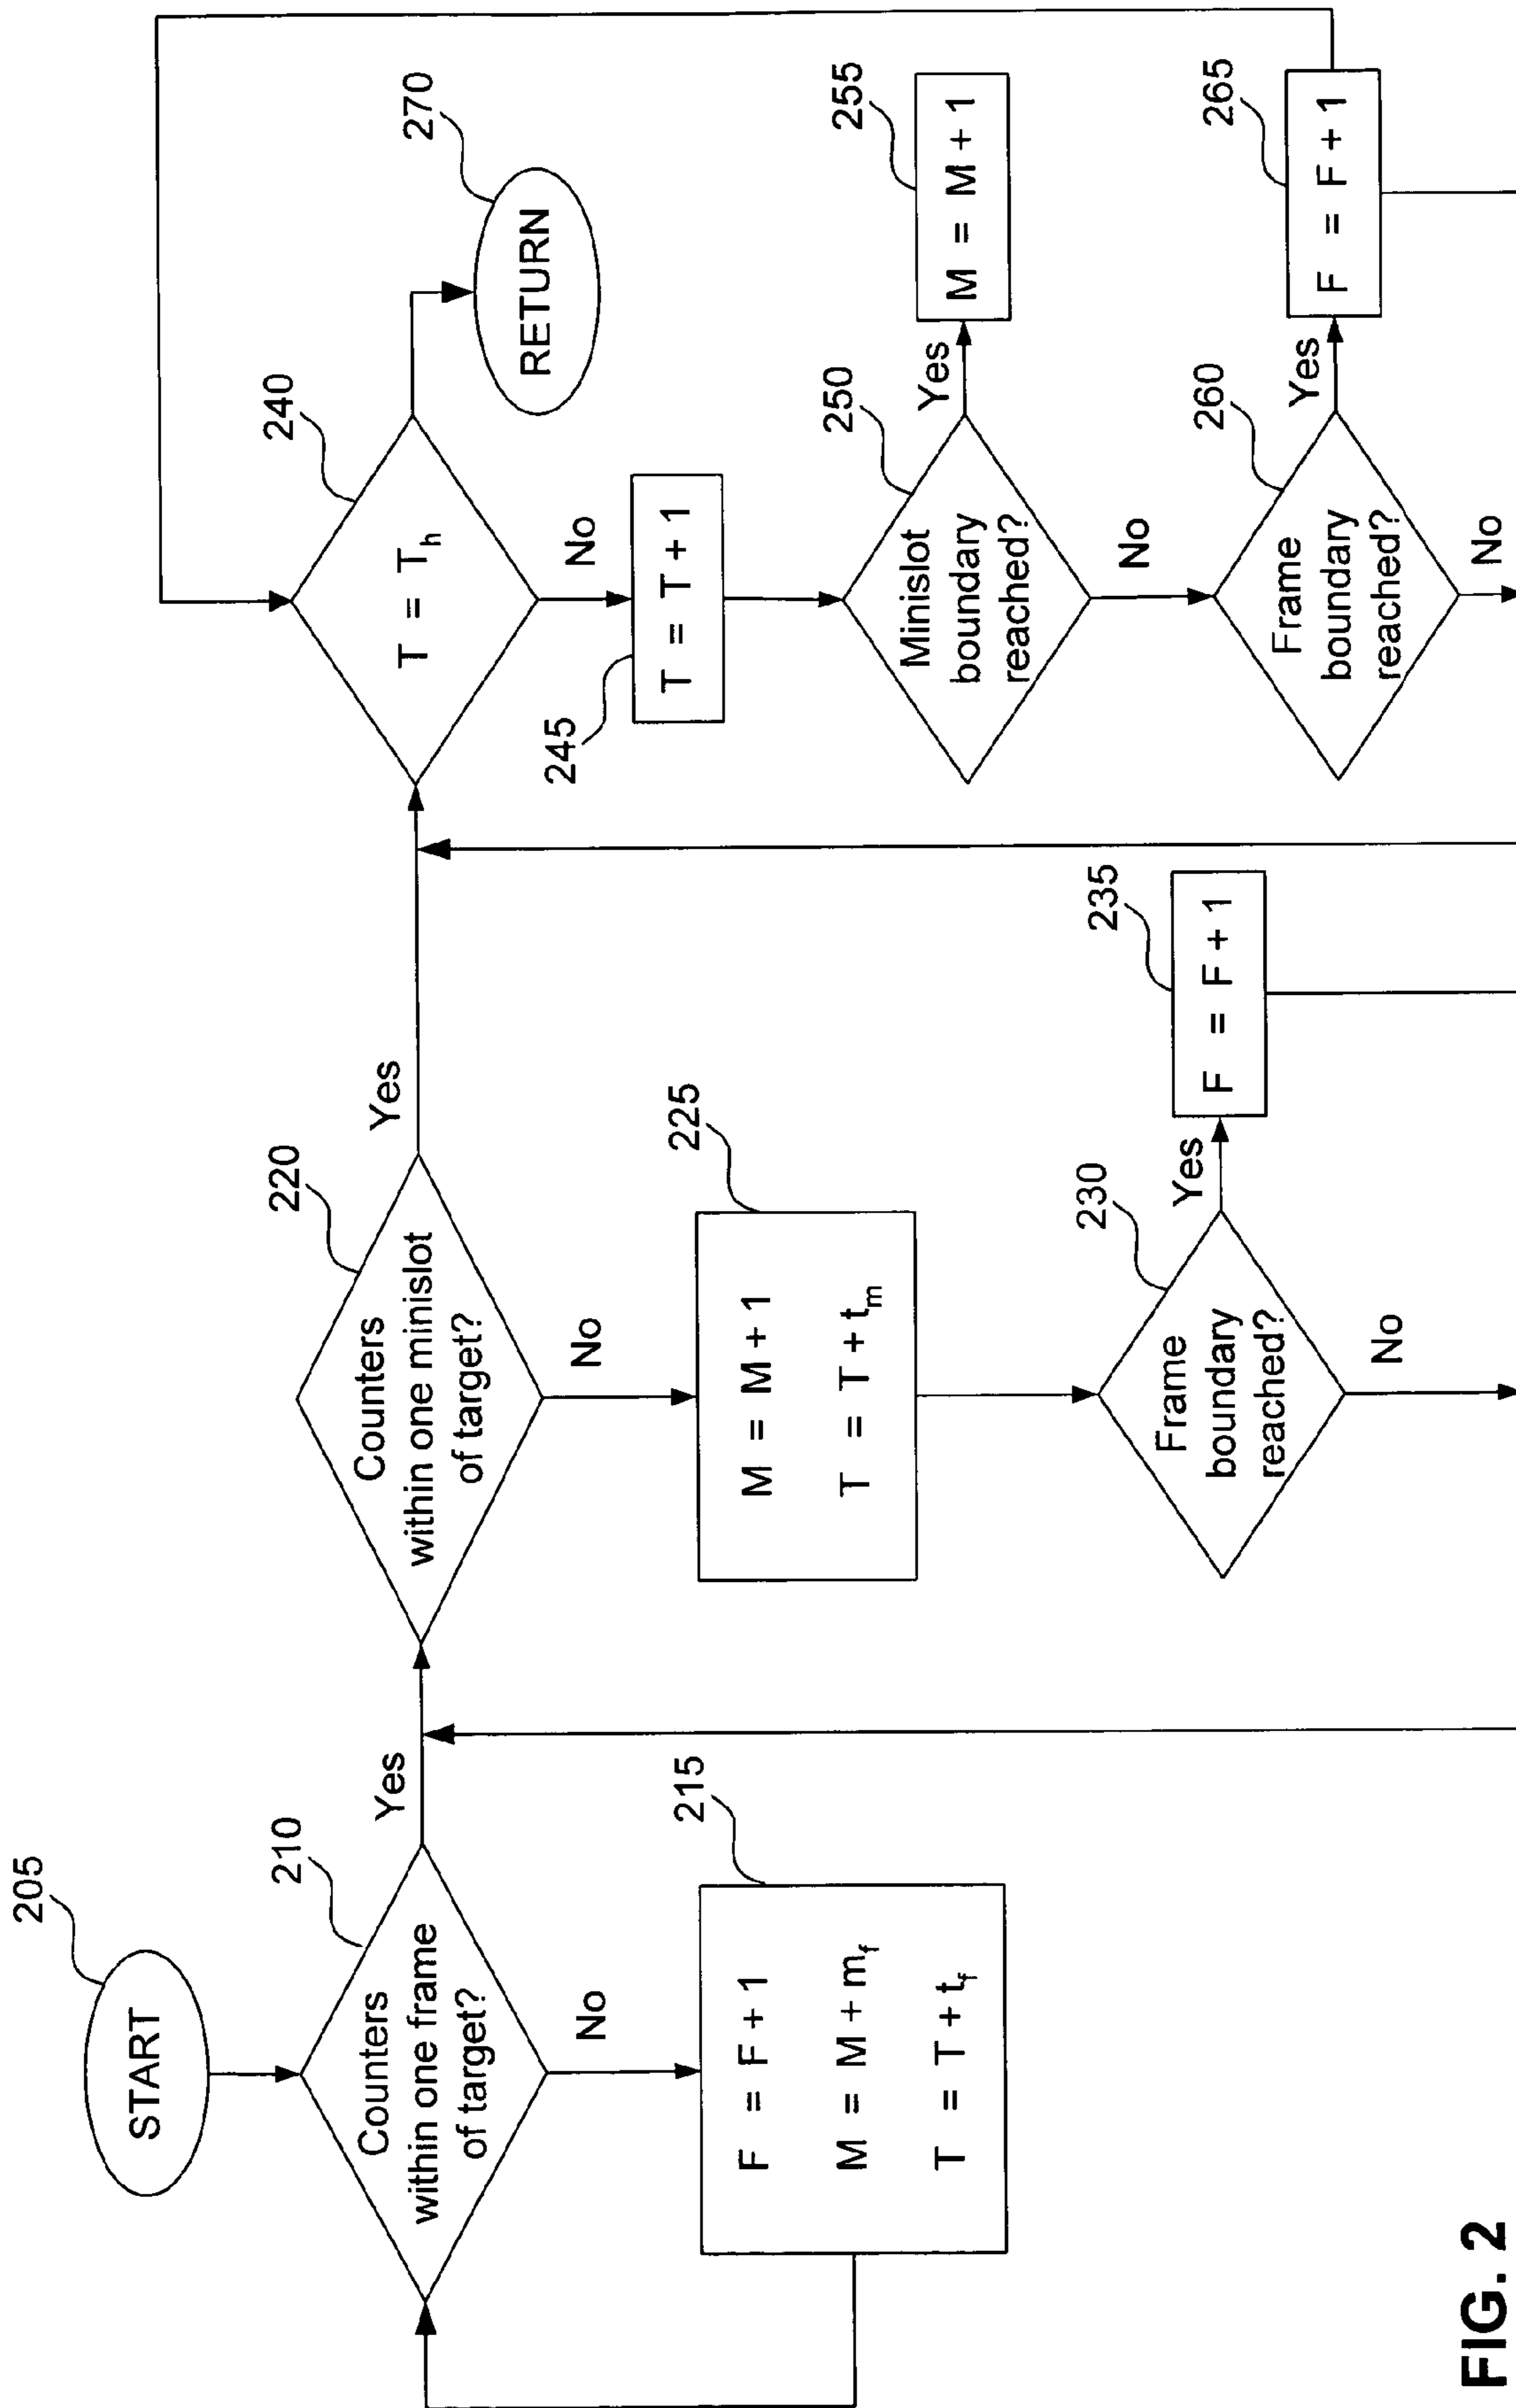 205
START
210
Counters
within one frame
of target?
Yes
No
215
F = F + 1
M = M + m_f
T = T + t_f
220
Counters
within one minislot
of target?
Yes
No
225
M = M + 1
T = T + t_m
230
Frame
boundary
reached?
Yes
No
235
F = F + 1
240
T = T_h
No
270
RETURN
245
T = T + 1
250
Minislot
boundary
reached?
Yes
No
255
M = M + 1
260
Frame
boundary
reached?
Yes
No
265
F = F + 1
FIG. 2